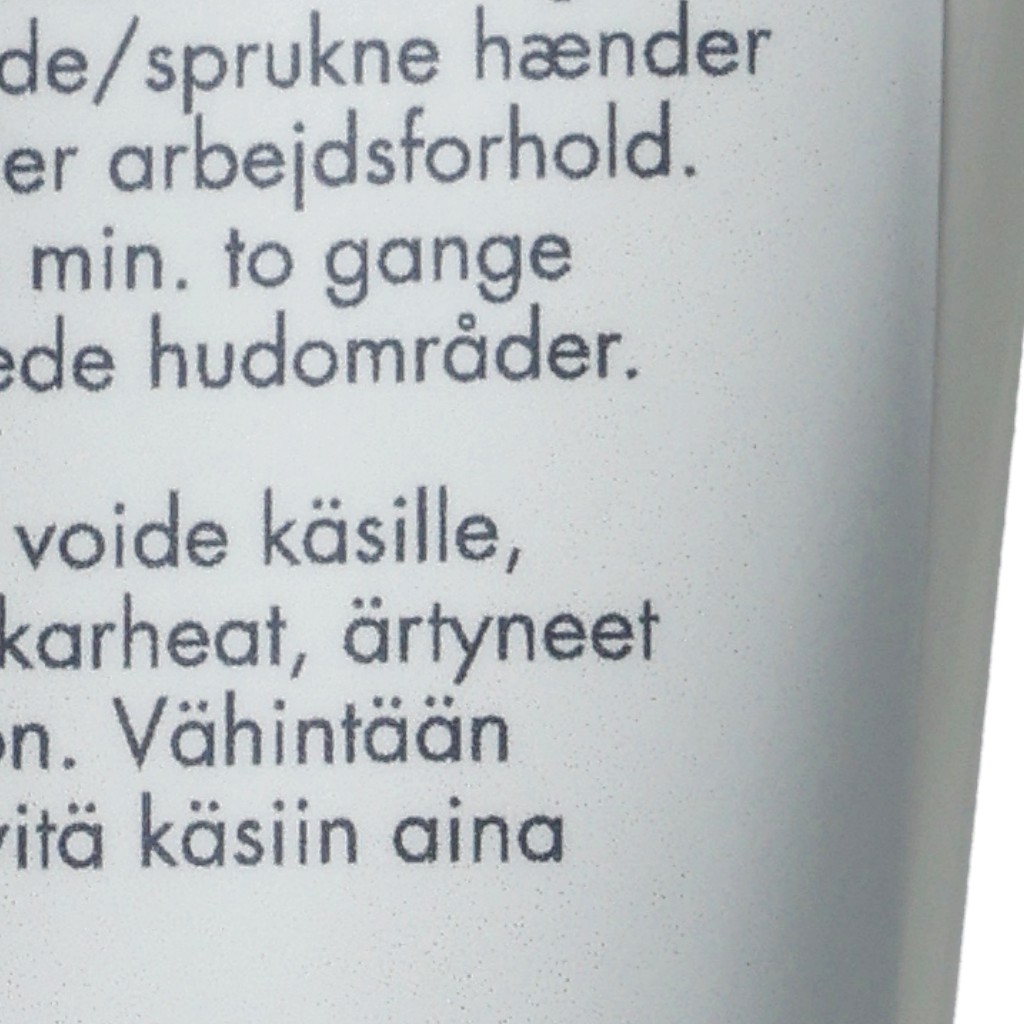 de/sprukne hænder
er arbejdsforhold.
min. to gange
ede hudområder.
voide käsille,
karheat, ärtyneet
on. Vähintään
vitä käsiin aina